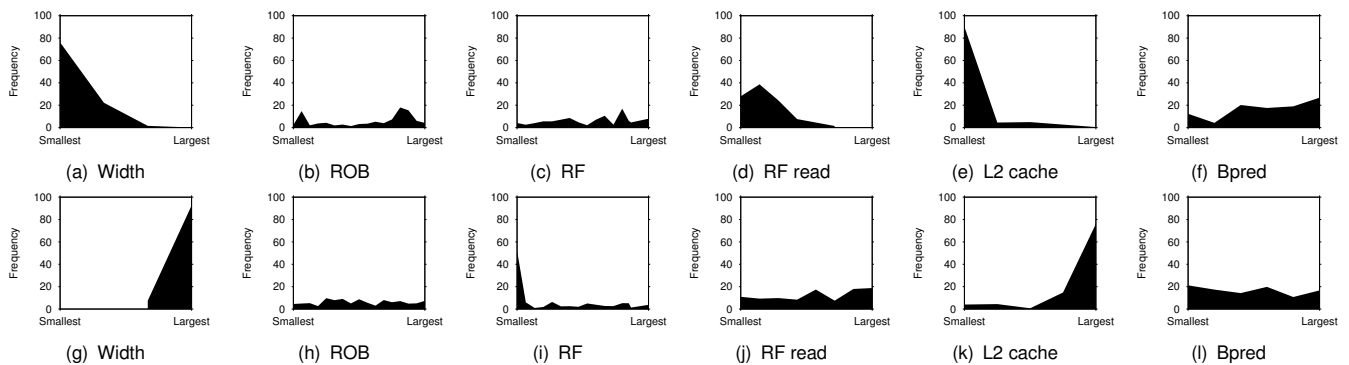 100 100 100 100 100 100
80 80 80 80 80 80
60 60 60 60 60 60
40 40 40 40 40 40
20 20 20 20 20 20
0 0 0 0 0 0
Frequency Frequency Frequency Frequency Frequency Frequency
Smallest Largest Smallest Largest Smallest Largest Smallest Largest Smallest Largest Smallest Largest
(a) Width (b) ROB (c) RF (d) RF read (e) L2 cache (f) Bpred
100 100 100 100 100 100
80 80 80 80 80 80
60 60 60 60 60 60
40 40 40 40 40 40
20 20 20 20 20 20
0 0 0 0 0 0
Frequency Frequency Frequency Frequency Frequency Frequency
Smallest Largest Smallest Largest Smallest Largest Smallest Largest Smallest Largest Smallest Largest
(g) Width (h) ROB (i) RF (j) RF read (k) L2 cache (l) Bpred